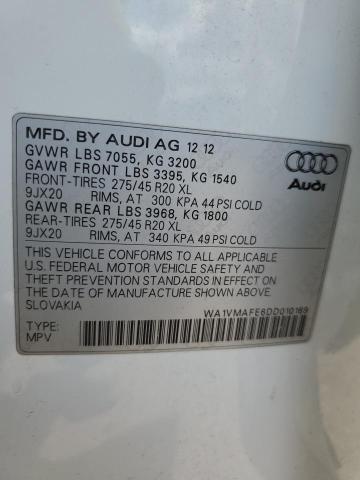 MFD. BY AUDI AG 12 12
GVWR LBS 7055, KG 3200
GAWR FRONT LBS 3395, KG 1540
FRONT-TIRES 275/45 R20 XL
9JX20 RIMS, AT 300 KPA 44 PSI COLD
GAWR REAR LBS 3968, KG 1800
REAR-TIRES 275/45 R20 XL
9JX20 RIMS, AT 340 KPA 49 PSI COLD
Audi
THIS VEHICLE CONFORMS TO ALL APPLICABLE
U.S. FEDERAL MOTOR VEHICLE SAFETY AND
THEFT PREVENTION STANDARDS IN EFFECT ON
THE DATE OF MANUFACTURE SHOWN ABOVE.
SLOVAKIA
WA1VMAFE6DD010169
TYPE:
MPV